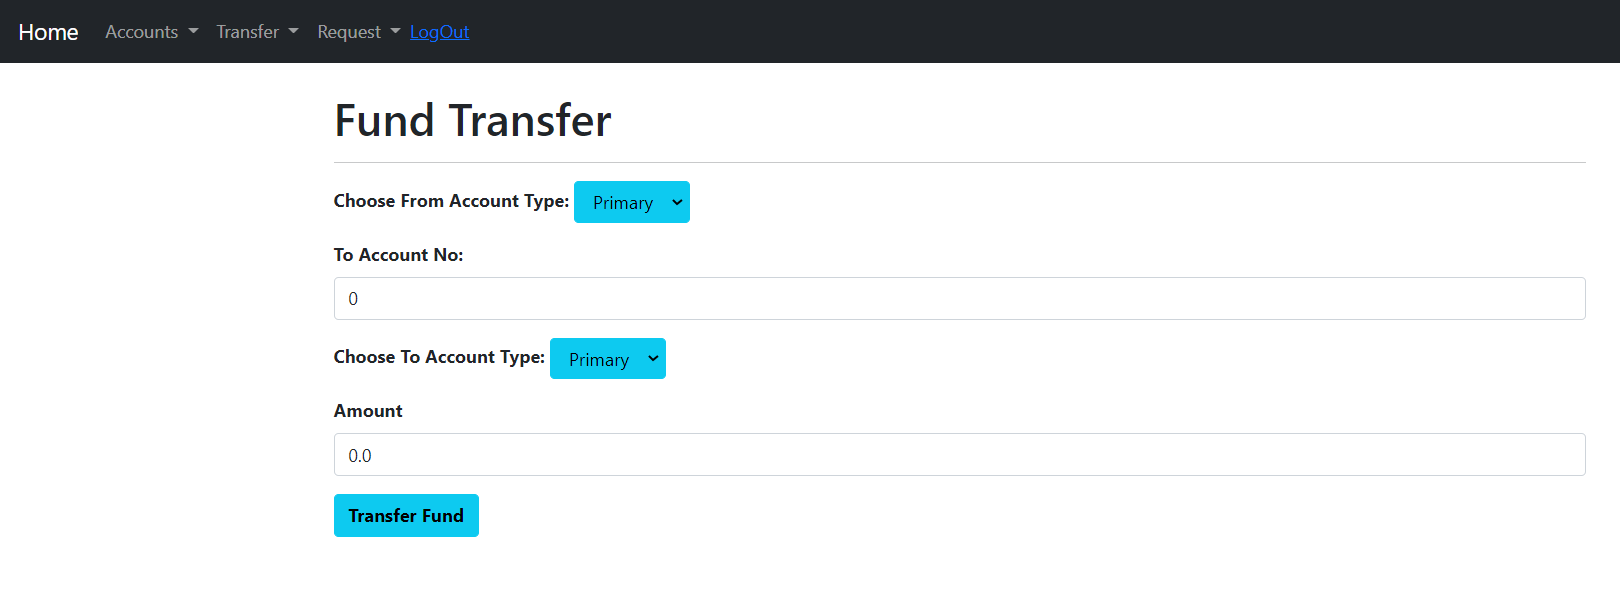 Home Accounts Transfer Request LogOut
Fund Transfer
Choose From Account Type: Primary
To Account No:
0
Choose To Account Type: Primary
Amount
0.0
Transfer Fund